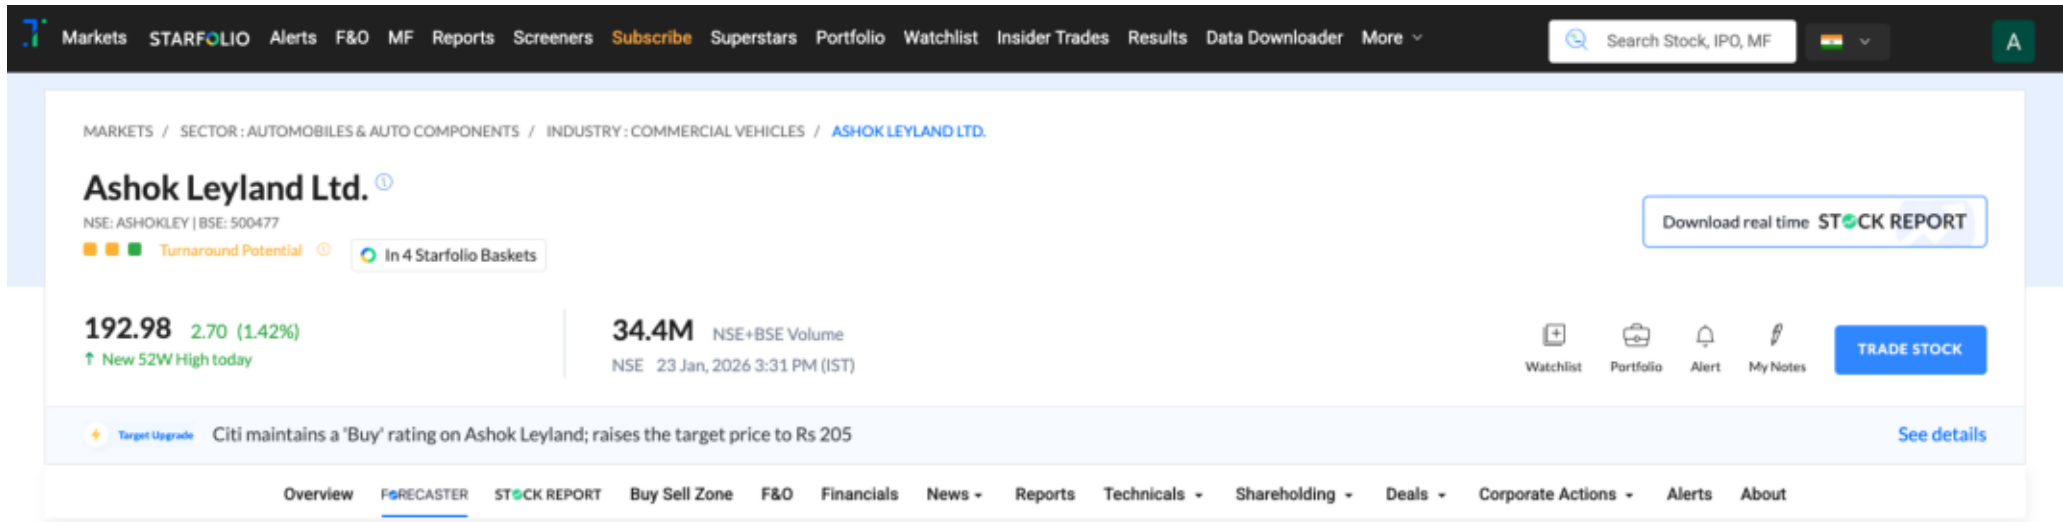 Markets STARFOLIO Alerts F&O MF Reports Screeners Subscribe Superstars Portfolio Watchlist Insider Trades Results Data Downloader More Search Stock, IPO, MF A
MARKETS / SECTOR : AUTOMOBILES & AUTO COMPONENTS / INDUSTRY : COMMERCIAL VEHICLES / ASHOK LEYLAND LTD.
Ashok Leyland Ltd.
NSE: ASHOKLEY | BSE: 500477
Download real time STOCK REPORT
Turnaround Potential In 4 Starfolio Baskets
192.98 2.70 (1.42%)
↑ New 52W High today
34.4M NSE+BSE Volume
NSE 23 Jan, 2026 3:31 PM (IST)
Watchlist Portfolio Alert My Notes TRADE STOCK
Target Upgrade Citi maintains a 'Buy' rating on Ashok Leyland; raises the target price to Rs 205 See details
Overview FORECASTER STOCK REPORT Buy Sell Zone F&O Financials News Reports Technicals Shareholding Deals Corporate Actions Alerts About